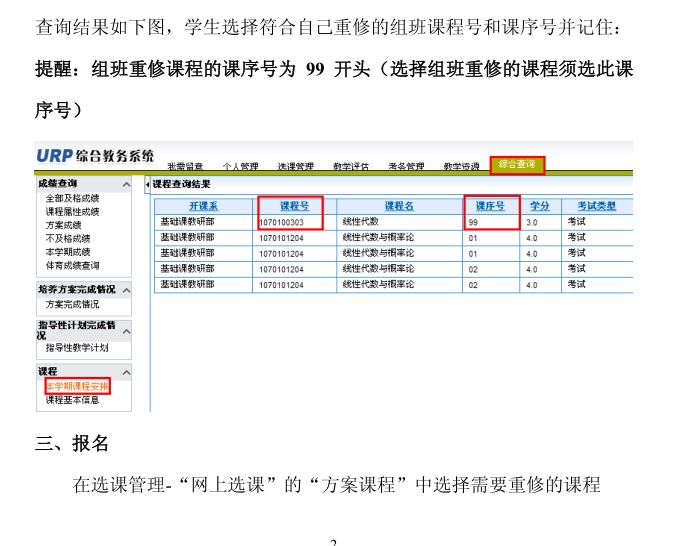 查询结果如下图，学生选择符合自己重修的组班课程号和课序号并记住：
提醒：组班重修课程的课序号为 99 开头（选择组班重修的课程须选此课
序号）
URP综合教务系统
我需留意 个人管理 选课管理 教学评估 考务管理 教学资源 综合查询
成绩查询
全部及格成绩
课程属性成绩
方案成绩
不及格成绩
本学期成绩
体育成绩查询
培养方案完成情况
方案完成情况
指导性计划完成情
况
指导性教学计划
课程
本学期课程安排
课程基本信息
课程查询结果
开课系 课程号 课程名 课序号 学分 考试类型
基础课教研部 1070100303 线性代数 99 3.0 考试
基础课教研部 1070101204 线性代数与概率论 01 4.0 考试
基础课教研部 1070101204 线性代数与概率论 01 4.0 考试
基础课教研部 1070101204 线性代数与概率论 02 4.0 考试
基础课教研部 1070101204 线性代数与概率论 02 4.0 考试
三、报名
在选课管理-“网上选课”的“方案课程”中选择需要重修的课程
2